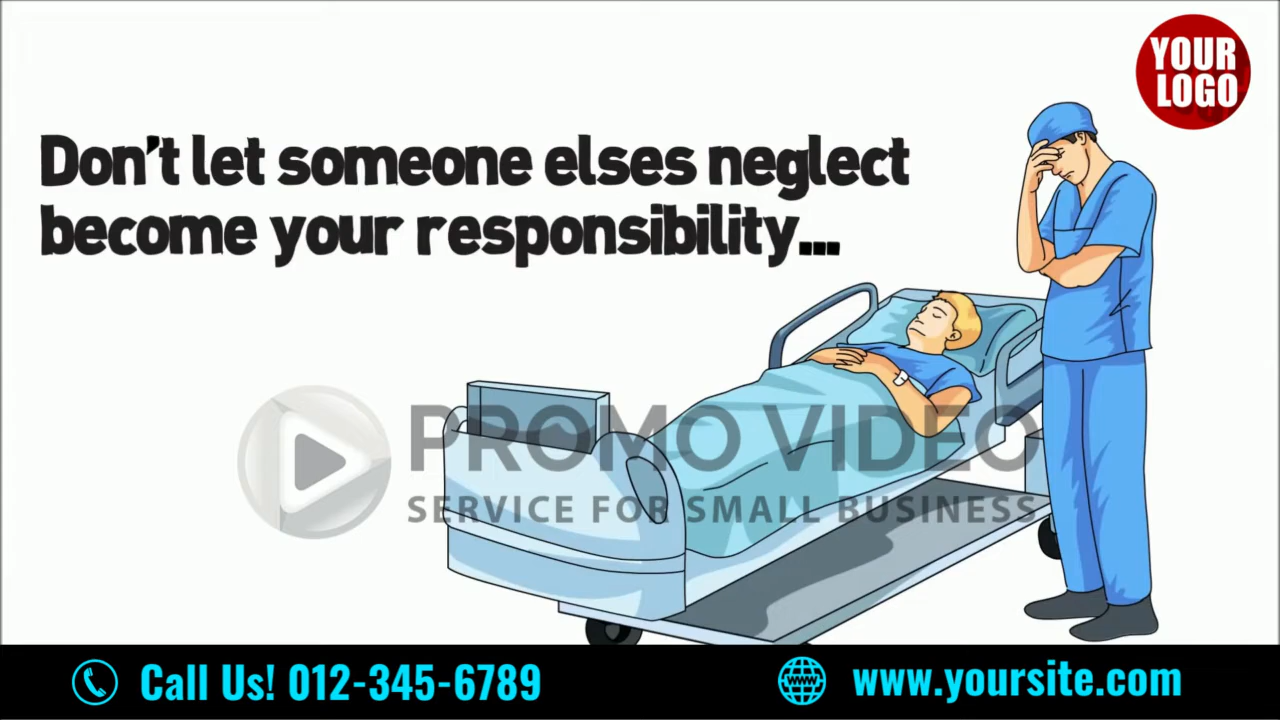 YOUR
LOGO
Don't let someone elses neglect
become your responsibility...
PROMO VIDEO
SERVICE FOR SMALL BUSINESS
Call Us! 012-345-6789
WWW
www.yoursite.com